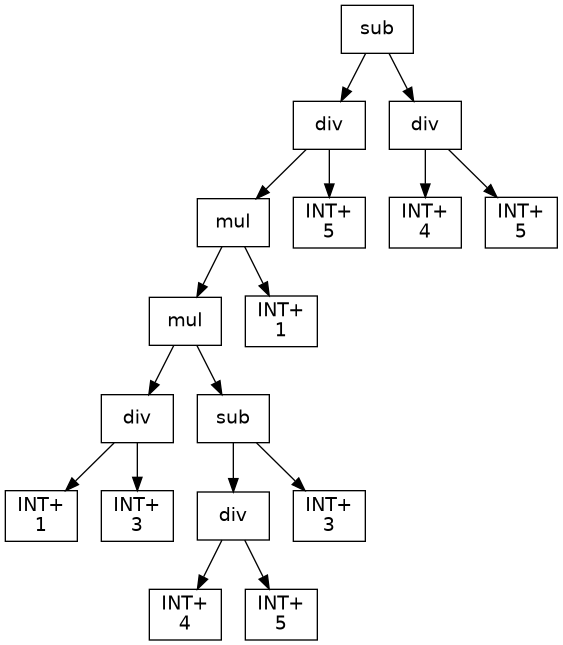 sub
div
div
mul
INT+
5
INT+
4
INT+
5
mul
INT+
1
div
sub
INT+
1
INT+
3
div
INT+
3
INT+
4
INT+
5